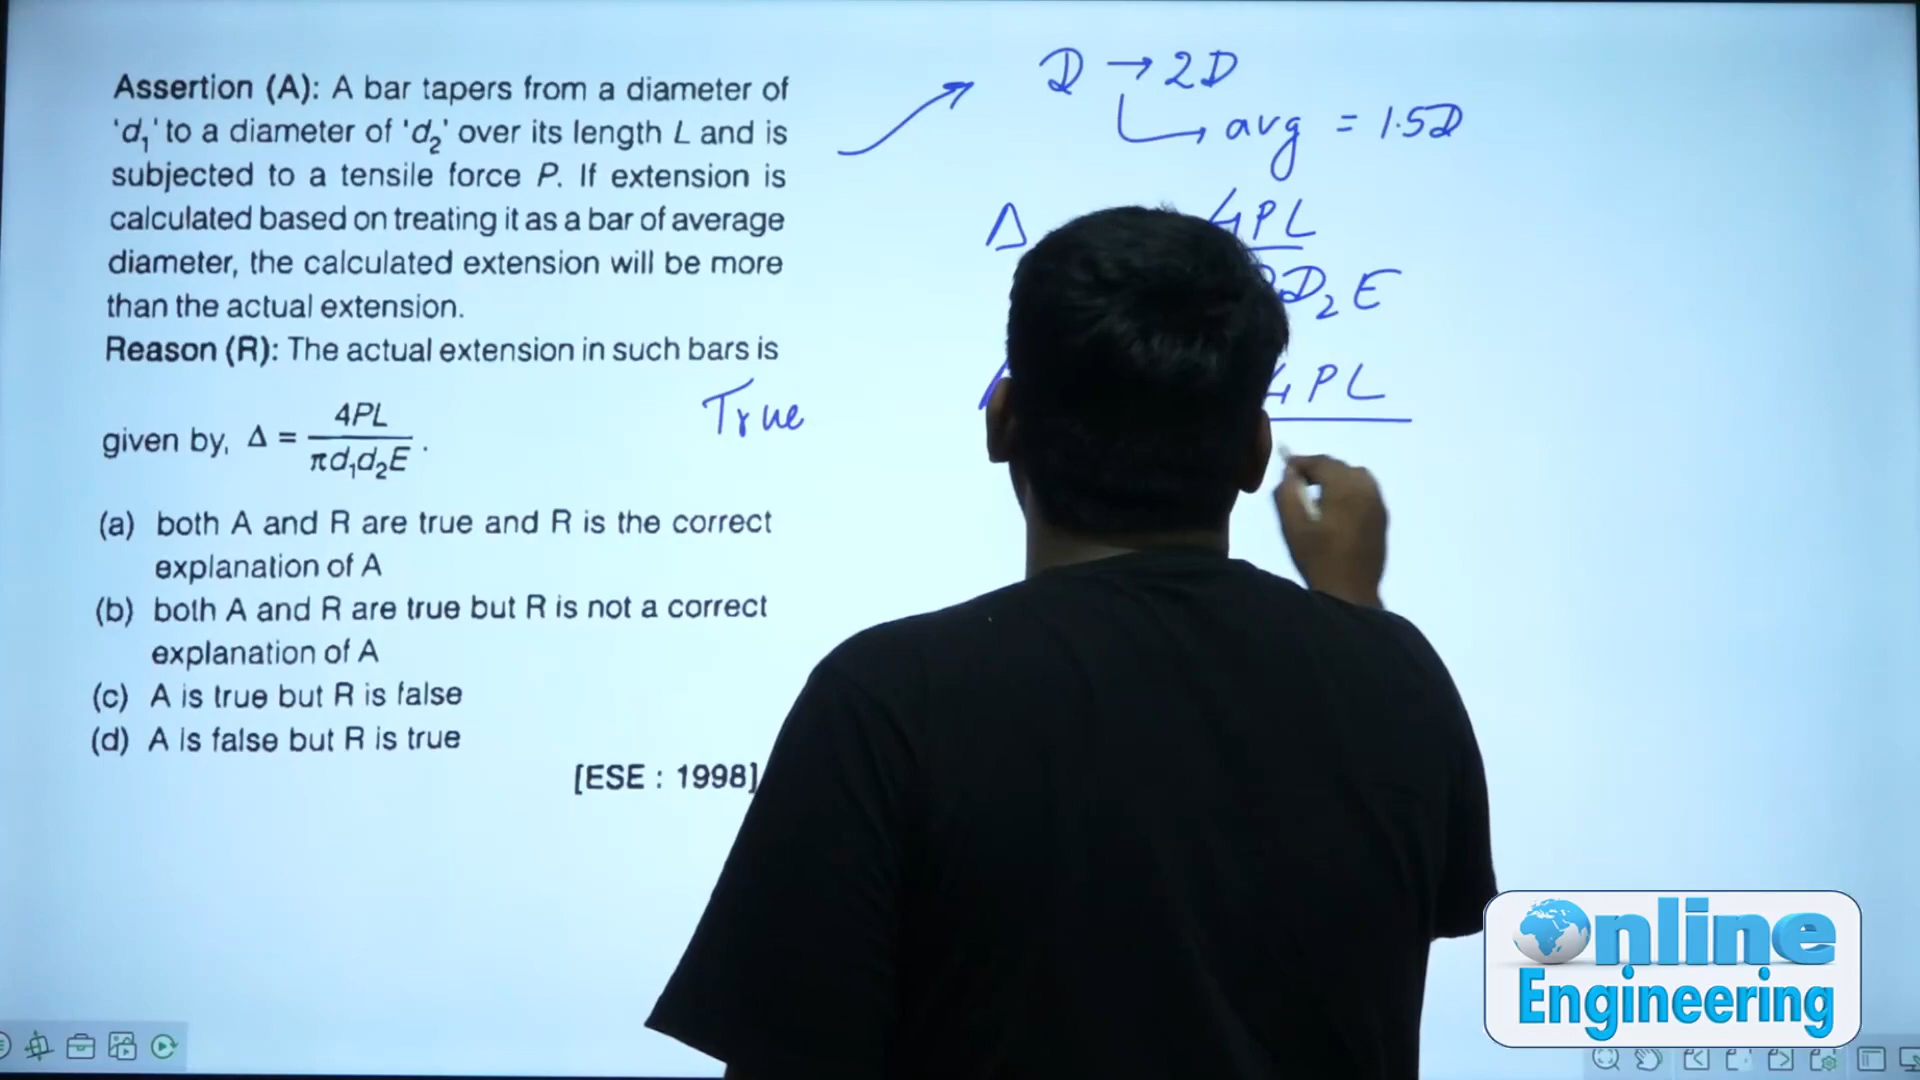 Assertion (A): A bar tapers from a diameter of
'd₁' to a diameter of 'd₂' over its length L and is
subjected to a tensile force P. If extension is
calculated based on treating it as a bar of average
diameter, the calculated extension will be more
than the actual extension.
Reason (R): The actual extension in such bars is
given by, Δ = 4PL / πd₁d₂E .
True
(a) both A and R are true and R is the correct
explanation of A
(b) both A and R are true but R is not a correct
explanation of A
(c) A is true but R is false
(d) A is false but R is true
[ESE : 1998]
D → 2D
avg = 1.5D
Δ
4PL
D₂E
4PL
Online
Engineering